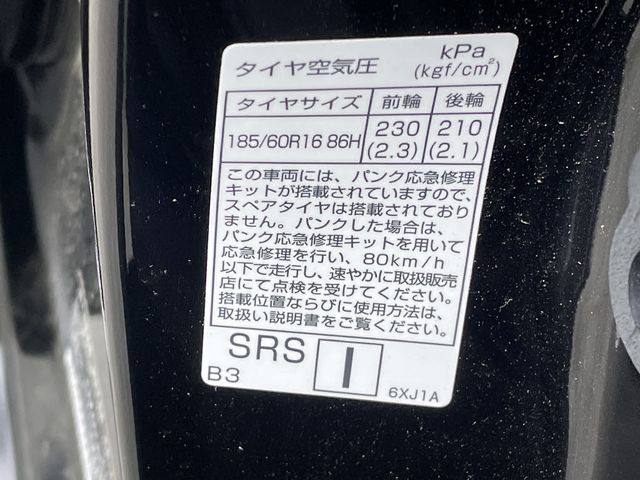 タイヤ空気圧 kPa
(kgf/cm²)
タイヤサイズ 前輪 後輪
185/60R16 86H 230 210
(2.3) (2.1)
この車両には、パンク応急修理
キットが搭載されていますので、
スペアタイヤは搭載されており
ません。パンクした場合は、
パンク応急修理キットを用いて
応急修理を行い、80km/h
以下で走行し、速やかに取扱販売
店にて点検を受けてください。
搭載位置ならびに使用方法は、
取扱い説明書をご覧ください。
SRS I
B3 6XJ1A